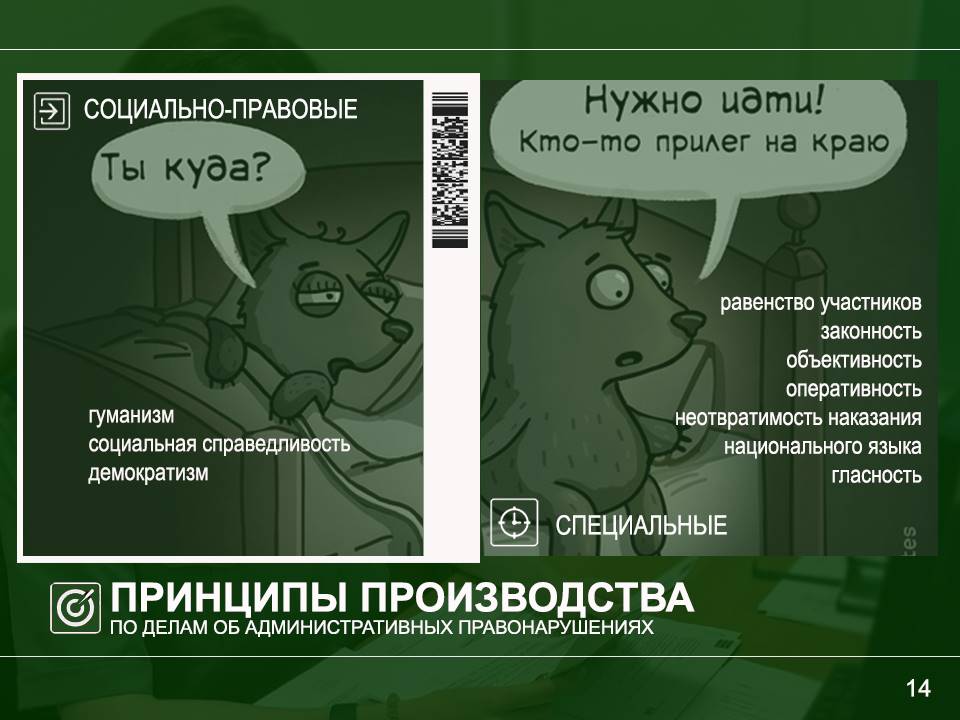 СОЦИАЛЬНО-ПРАВОВЫЕ
Ты куда?
гуманизм
социальная справедливость
демократизм
Нужно идти!
Кто-то прилег на краю
равенство участников
законность
объективность
оперативность
неотвратимость наказания
национального языка
гласность
СПЕЦИАЛЬНЫЕ
tes
ПРИНЦИПЫ ПРОИЗВОДСТВА
ПО ДЕЛАМ ОБ АДМИНИСТРАТИВНЫХ ПРАВОНАРУШЕНИЯХ
14